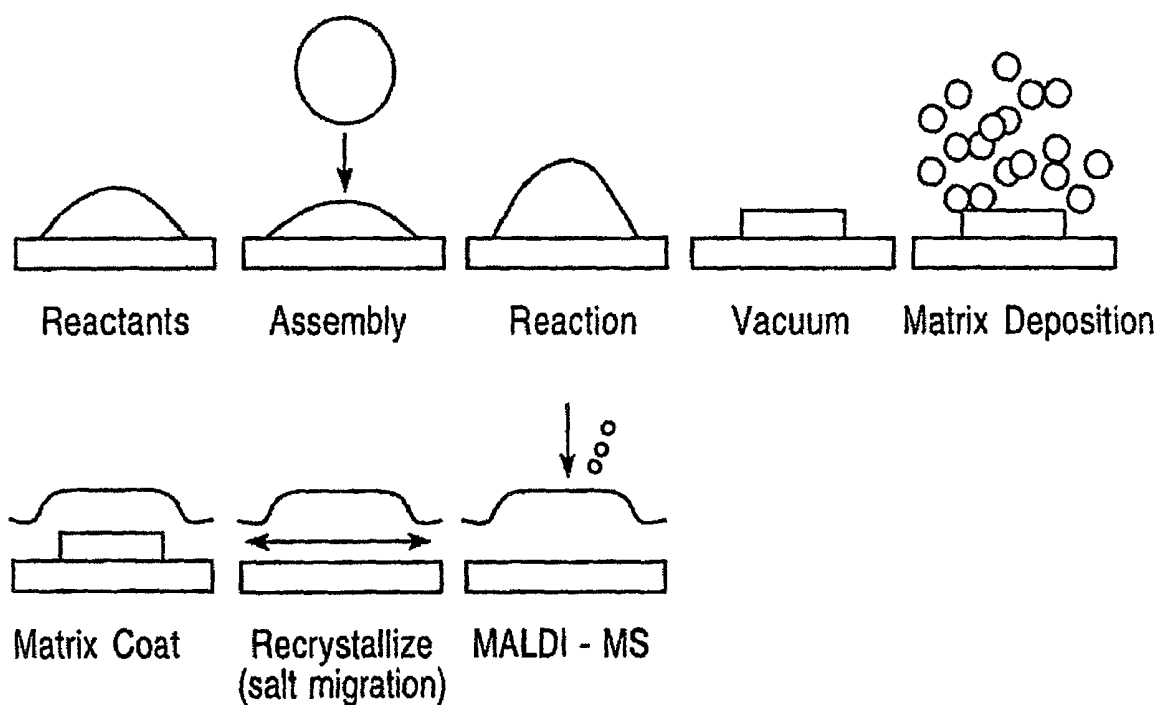 Reactants
Assembly
Reaction
Vacuum
Matrix Deposition
Matrix Coat
Recrystallize
(salt migration)
MALDI - MS